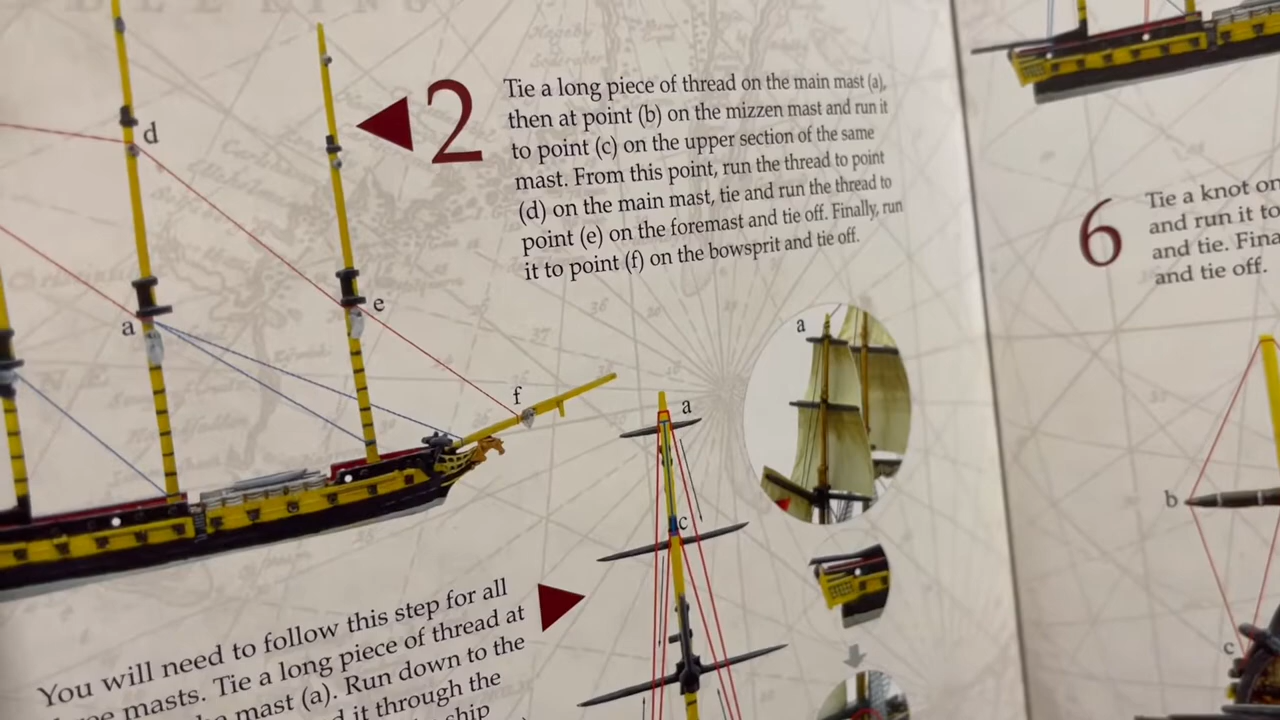 d
a
e
f
2
Tie a long piece of thread on the main mast (a),
then at point (b) on the mizzen mast and run it
to point (c) on the upper section of the same
mast. From this point, run the thread to point
(d) on the main mast, tie and run the thread to
point (e) on the foremast and tie off. Finally, run
it to point (f) on the bowsprit and tie off.
a
a
c
You will need to follow this step for all
masts. Tie a long piece of thread at
mast (a). Run down to the
it through the
ship
6
Tie a knot on
and run it to
and tie. Fina
and tie off.
b
c